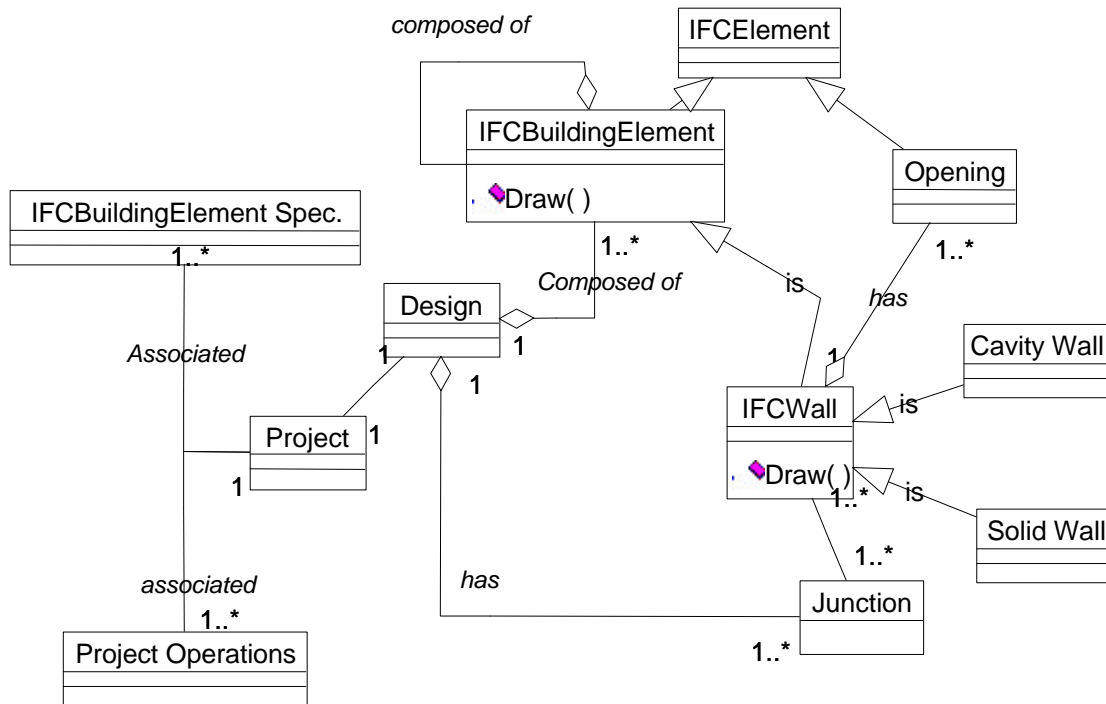 composed of
IFCElement
IFCBuildingElement
Draw( )
Opening
IFCBuildingElement Spec.
1..*
1..*
1..*
Composed of
is
has
Design
1
1
1
Associated
1
Cavity Wall
IFCWall
is
Project
1
1
Draw( )
1..*
is
Solid Wall
associated
has
1..*
1..*
Junction
1..*
Project Operations